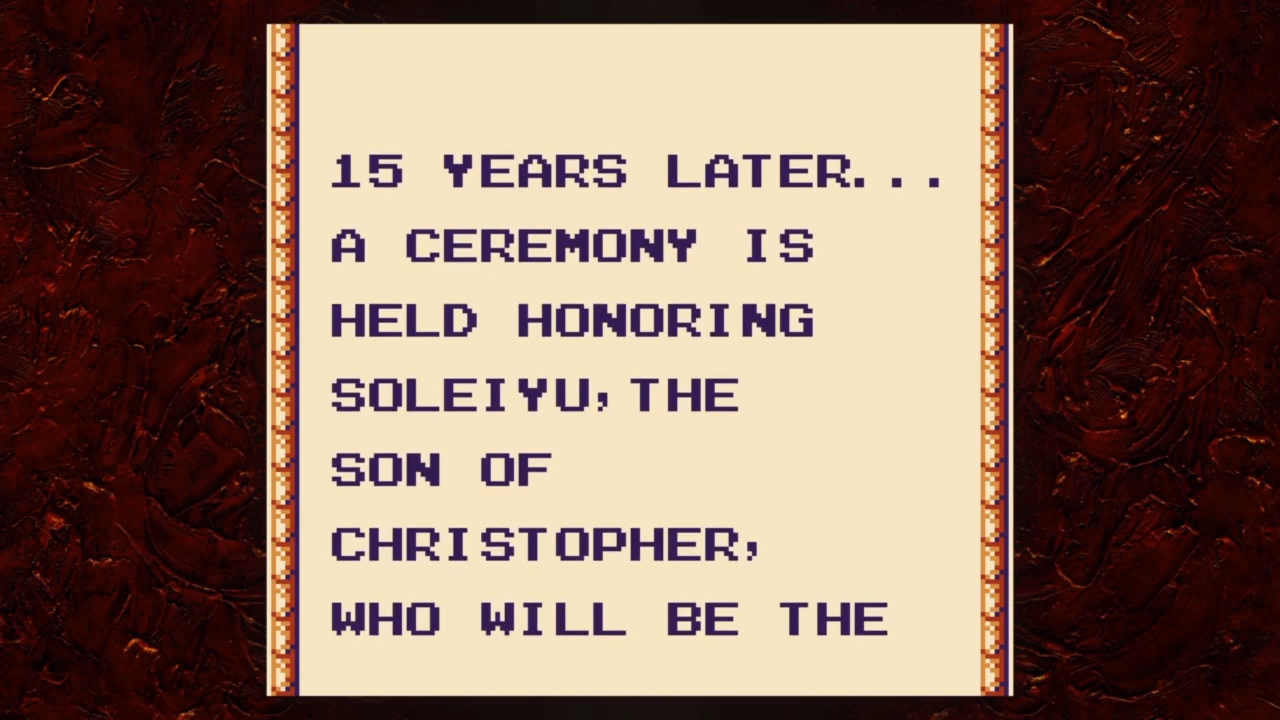 15 YEARS LATER...
A CEREMONY IS
HELD HONORING
SOLEIYU,THE
SON OF
CHRISTOPHER,
WHO WILL BE THE